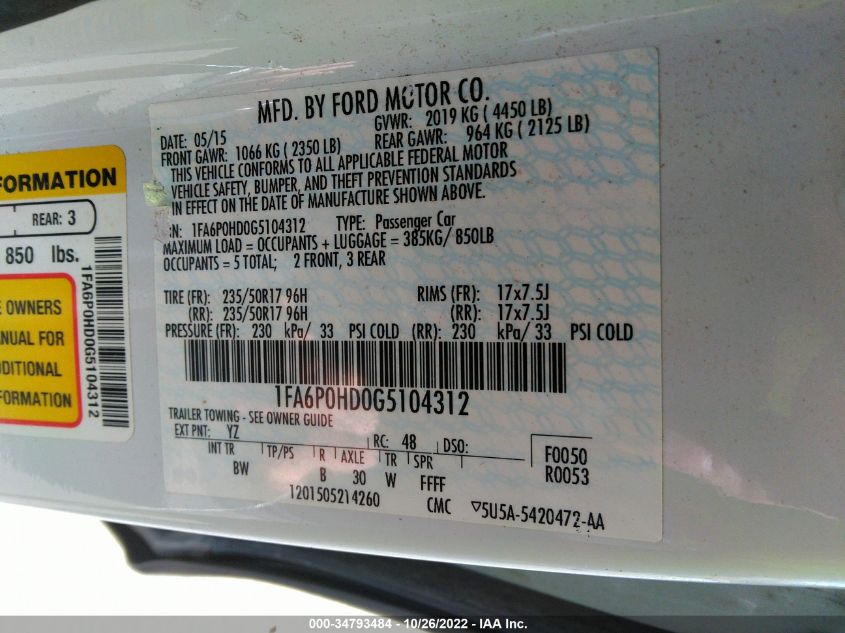 MFD. BY FORD MOTOR CO.
DATE: 05/15
GVWR: 2019 KG ( 4450 LB)
FRONT GAWR: 1066 KG ( 2350 LB)
REAR GAWR: 964 KG ( 2125 LB)
THIS VEHICLE CONFORMS TO ALL APPLICABLE FEDERAL MOTOR
VEHICLE SAFETY, BUMPER, AND THEFT PREVENTION STANDARDS
IN EFFECT ON THE DATE OF MANUFACTURE SHOWN ABOVE.
:N: 1FA6P0HD0G5104312 TYPE: Passenger Car
MAXIMUM LOAD = OCCUPANTS + LUGGAGE = 385KG/ 850LB
OCCUPANTS = 5 TOTAL; 2 FRONT, 3 REAR
TIRE (FR): 235/50R17 96H RIMS (FR): 17x7.5J
(RR): 235/50R17 96H (RR): 17x7.5J
PRESSURE (FR): 230 kPa/ 33 PSI COLD (RR): 230 kPa/ 33 PSI COLD
1FA6P0HD0G5104312
TRAILER TOWING - SEE OWNER GUIDE
EXT PNT: YZ RC: 48 DSO:
F0050
R0053
INT TR TP/PS R AXLE TR SPR
BW B 30 W FFFF
1201505214260 CMC ▽5U5A-5420472-AA
FORMATION
REAR: 3
850 lbs.
1FA6P0HD0G5104312
E OWNERS
ANUAL FOR
DDITIONAL
FORMATION
000-34793484 - 10/26/2022 - IAA Inc.